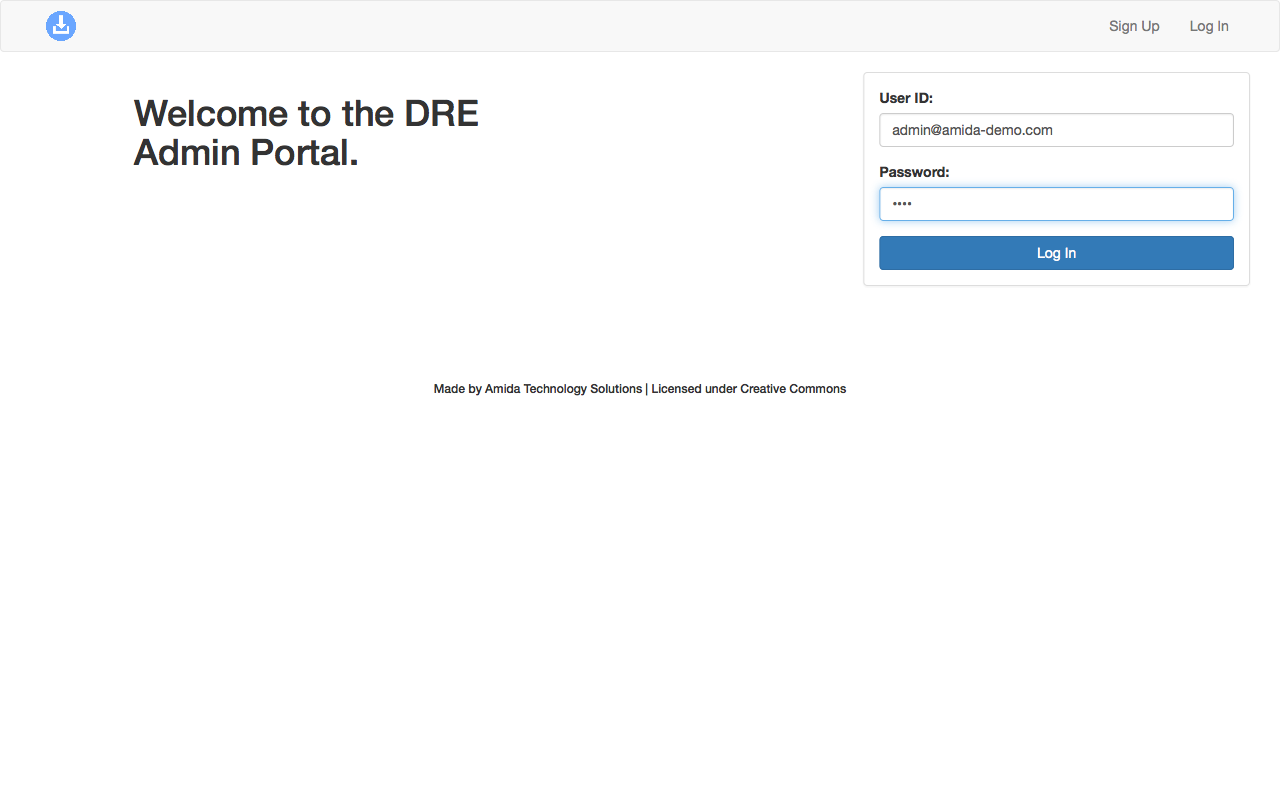 Sign Up Log In
Welcome to the DRE
Admin Portal.
User ID:
admin@amida-demo.com
Password:
••••
Log In
Made by Amida Technology Solutions | Licensed under Creative Commons